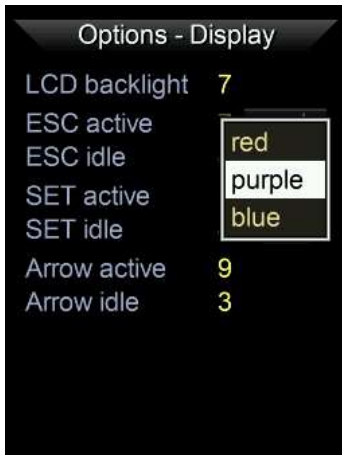 Options - Display
LCD backlight 7
ESC active
red
ESC idle
purple
SET active
blue
SET idle
Arrow active 9
Arrow idle 3